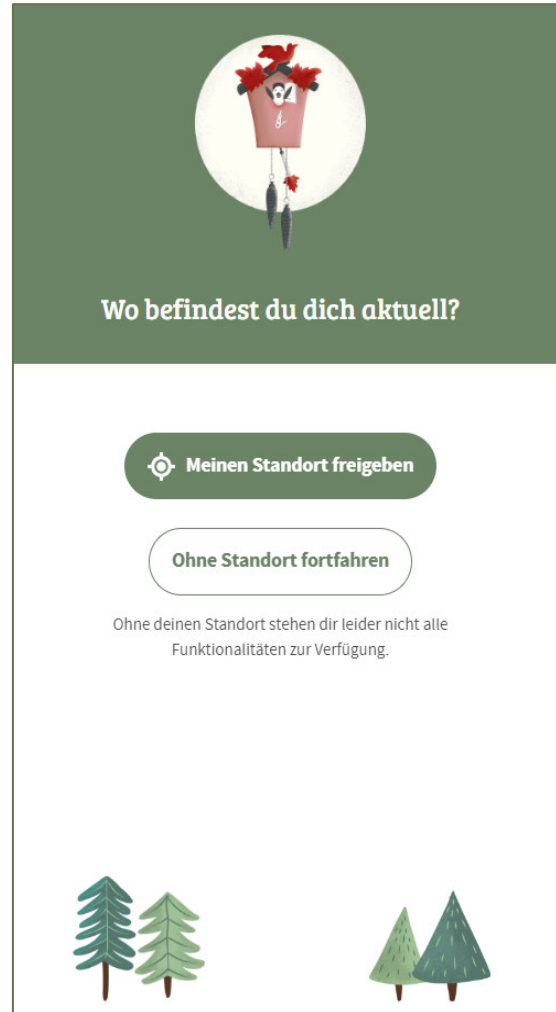 Wo befindest du dich aktuell?
Meinen Standort freigeben
Ohne Standort fortfahren
Ohne deinen Standort stehen dir leider nicht alle
Funktionalitäten zur Verfügung.